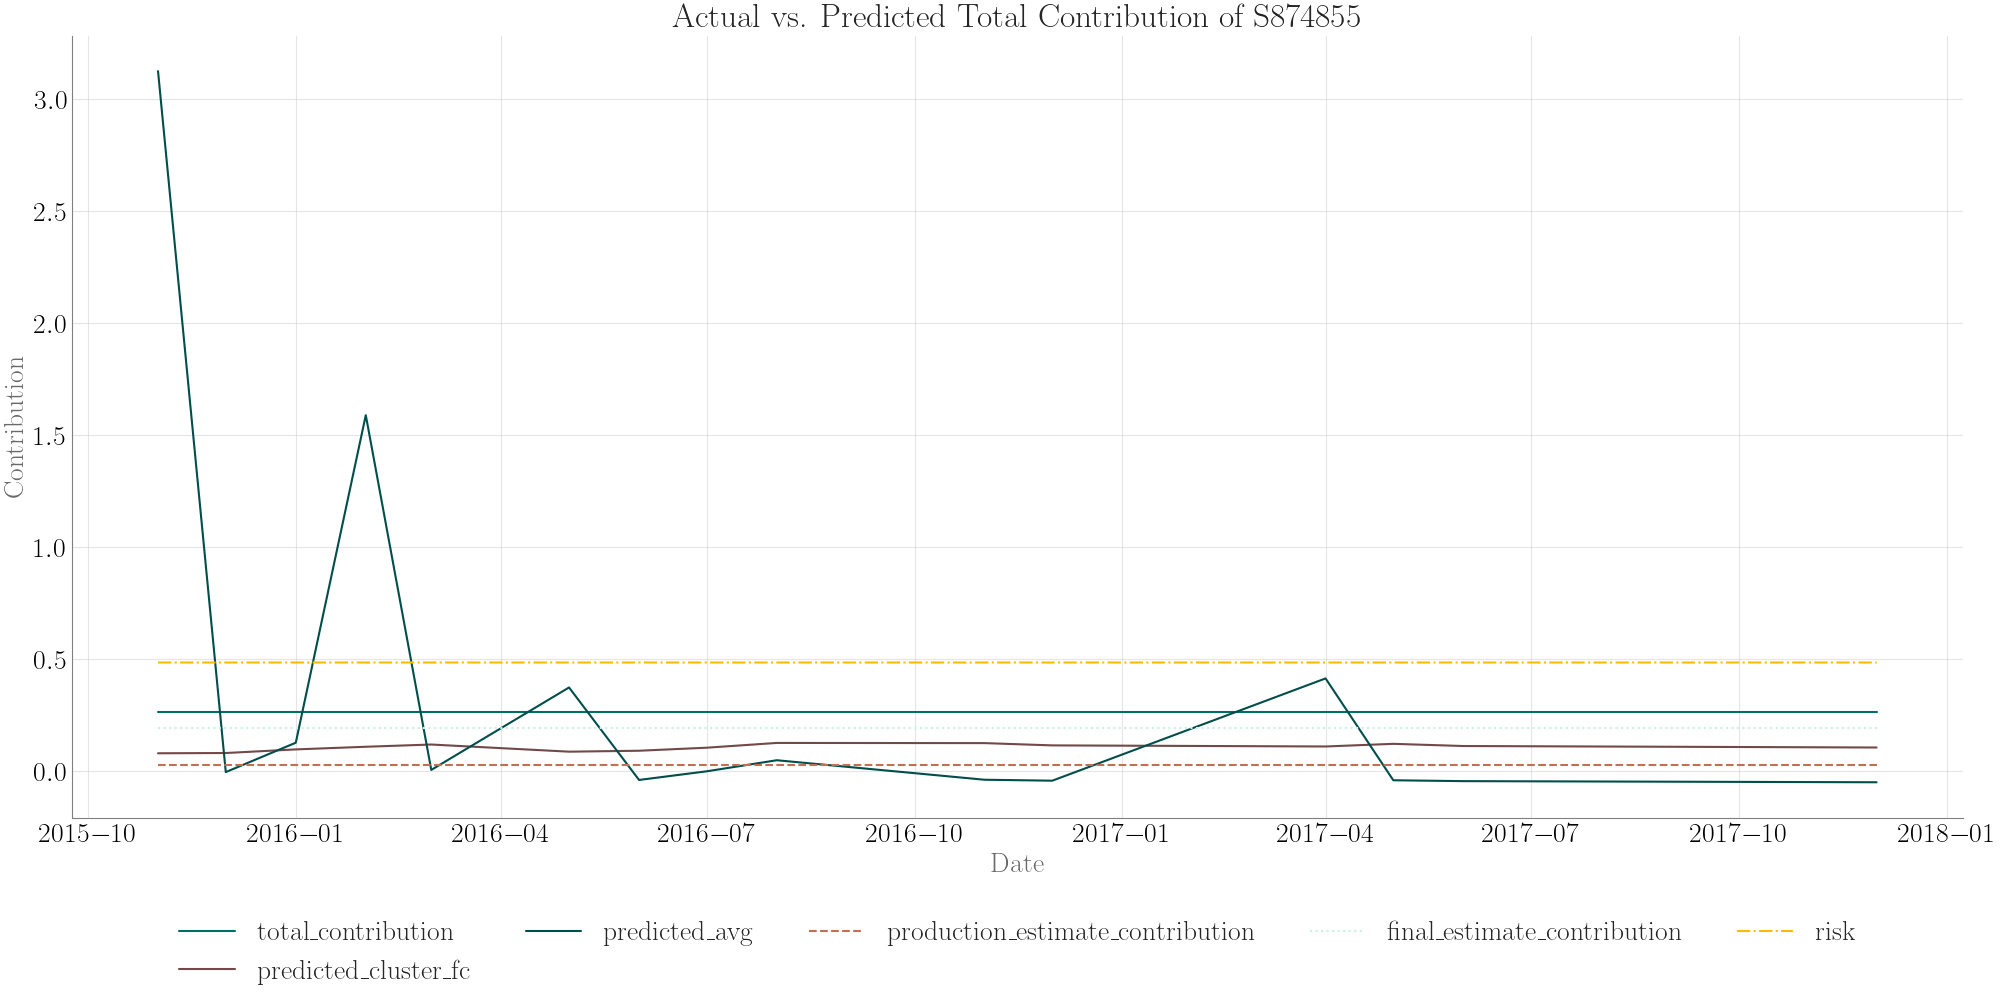 Actual vs. Predicted Total Contribution of S874855
3.0
2.5
2.0
1.5
1.0
0.5
0.0
Contribution
2015–10 2016–01 2016–04 2016–07 2016–10 2017–01 2017–04 2017–07 2017–10 2018–01
Date
total_contribution predicted_avg production_estimate_contribution final_estimate_contribution risk
predicted_cluster_fc